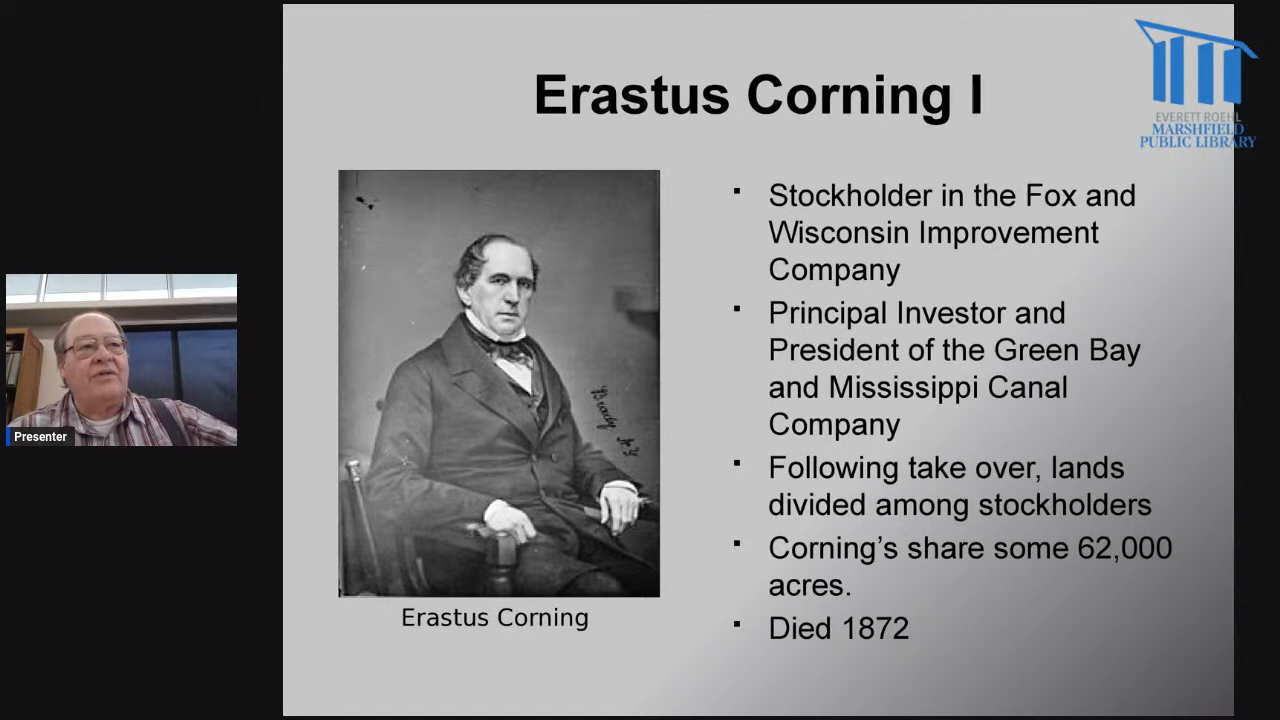 Erastus Corning I
EVERETT ROEHL
MARSHFIELD
PUBLIC LIBRARY
▪ Stockholder in the Fox and
Wisconsin Improvement
Company
▪ Principal Investor and
President of the Green Bay
and Mississippi Canal
Company
▪ Following take over, lands
divided among stockholders
▪ Corning’s share some 62,000
acres.
▪ Died 1872
Brady N.Y
Erastus Corning
Presenter